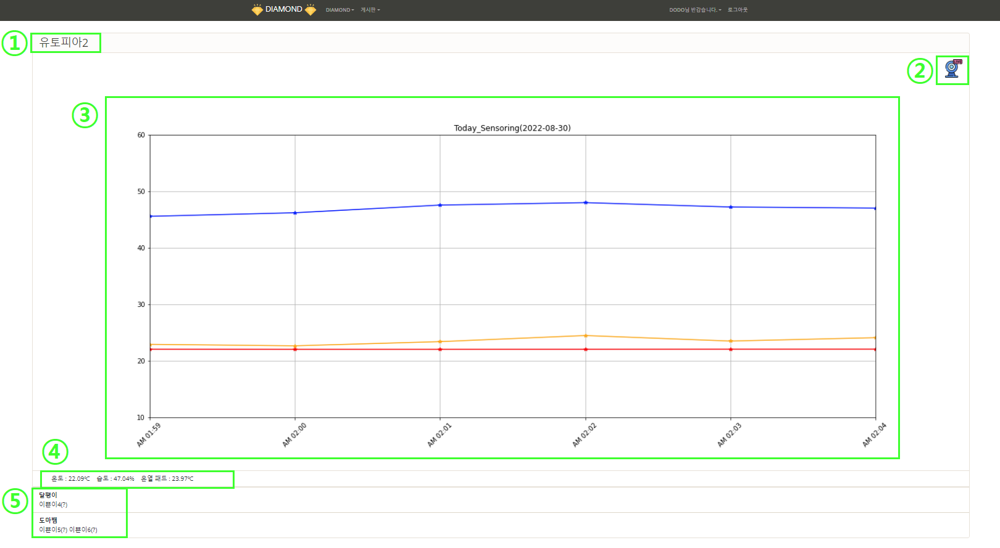 DIAMOND DIAMOND 게시판 DODO님 반갑습니다. 로그아웃
① 유토피아2
② LIVE
③
Today_Sensoring(2022-08-30)
60
50
40
30
20
10
AM 01:59 AM 02:00 AM 02:01 AM 02:02 AM 02:03 AM 02:04
④
온도 : 22.09℃ 습도 : 47.04% 온열 패드 : 23.97℃
⑤
달팽이
이쁜이4(?)
도마뱀
이쁜이5(?) 이쁜이6(?)